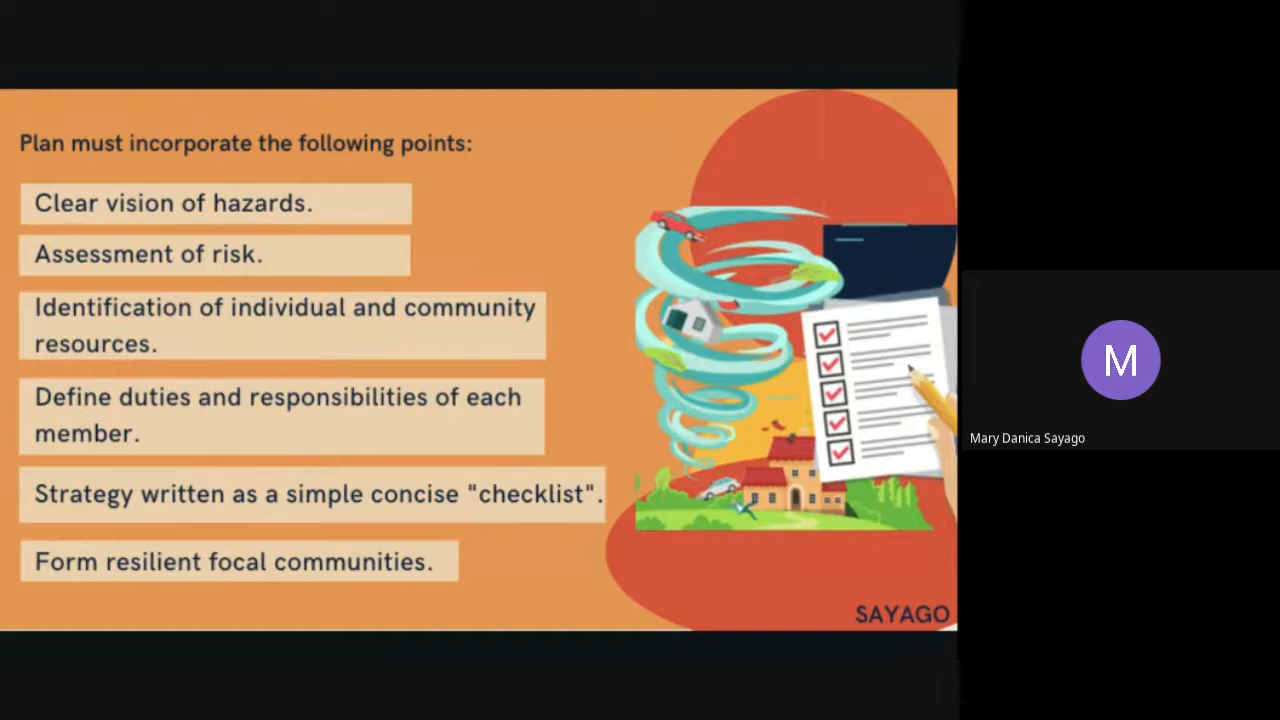 Plan must incorporate the following points:
Clear vision of hazards.
Assessment of risk.
Identification of individual and community
resources.
Define duties and responsibilities of each
member.
Strategy written as a simple concise "checklist".
Form resilient focal communities.
SAYAGO
M
Mary Danica Sayago